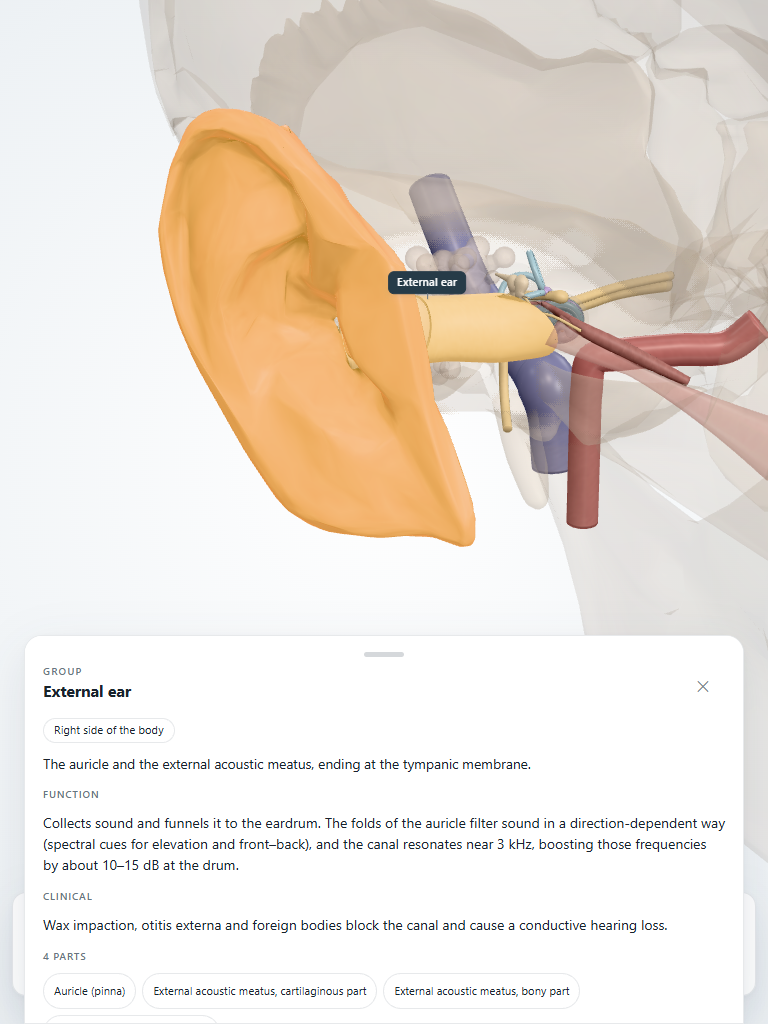 External ear
GROUP
External ear
Right side of the body
The auricle and the external acoustic meatus, ending at the tympanic membrane.
FUNCTION
Collects sound and funnels it to the eardrum. The folds of the auricle filter sound in a direction-dependent way
(spectral cues for elevation and front–back), and the canal resonates near 3 kHz, boosting those frequencies
by about 10–15 dB at the drum.
CLINICAL
Wax impaction, otitis externa and foreign bodies block the canal and cause a conductive hearing loss.
4 PARTS
Auricle (pinna) External acoustic meatus, cartilaginous part External acoustic meatus, bony part